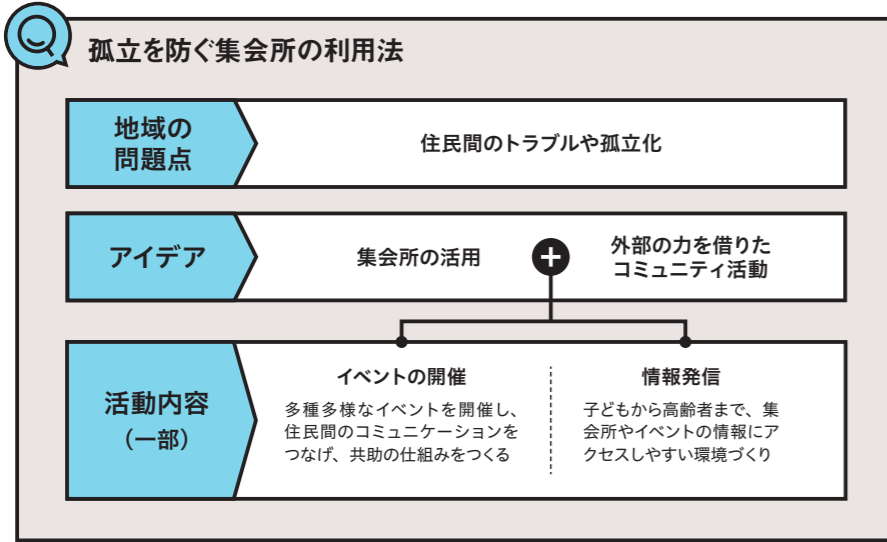 孤立を防ぐ集会所の利用法
地域の
問題点
住民間のトラブルや孤立化
アイデア
集会所の活用
+
外部の力を借りた
コミュニティ活動
活動内容
（一部）
イベントの開催
多種多様なイベントを開催し、
住民間のコミュニケーションを
つなげ、共助の仕組みをつくる
情報発信
子どもから高齢者まで、集
会所やイベントの情報にア
クセスしやすい環境づくり